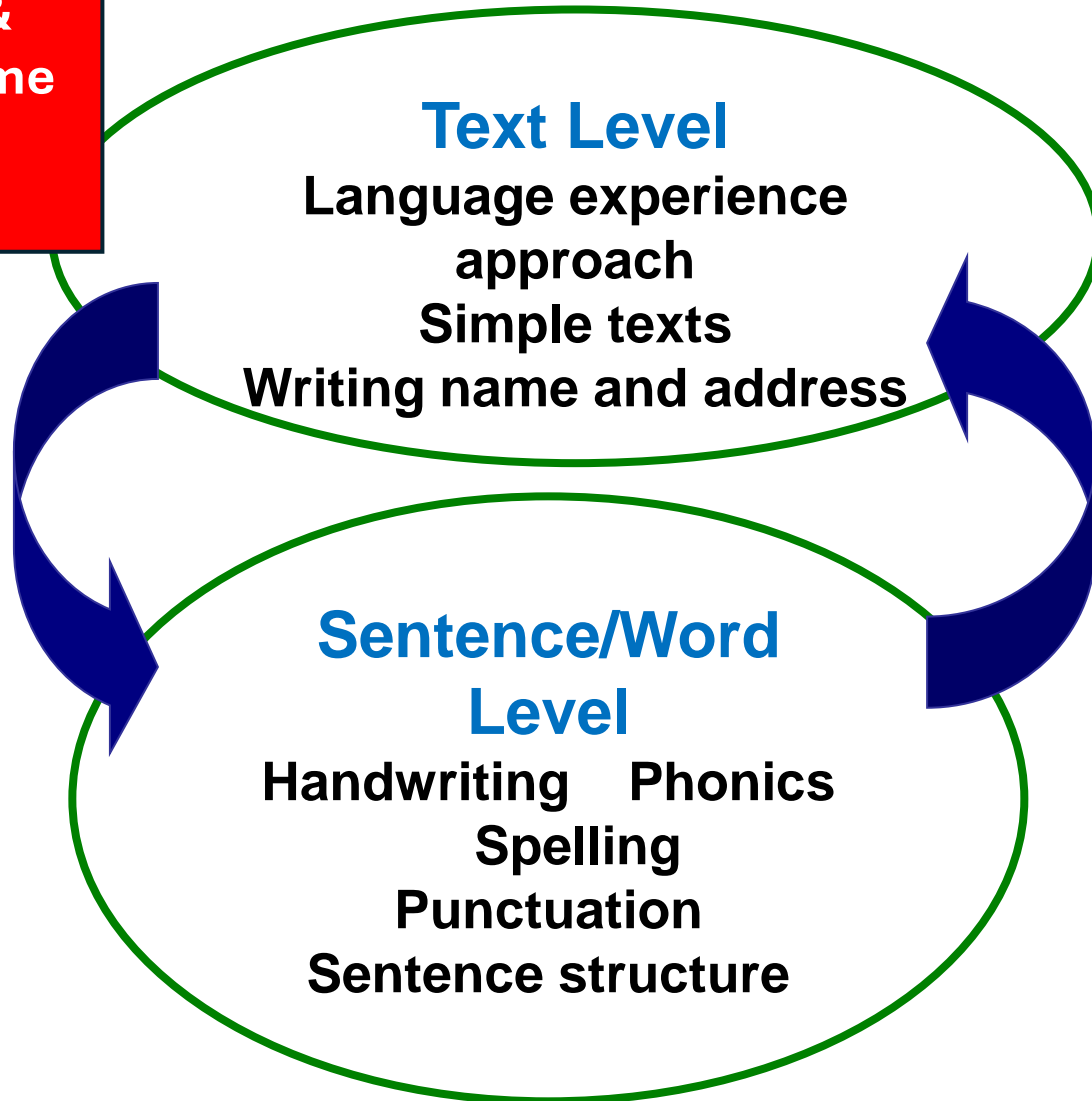 &
me
Text Level
Language experience
approach
Simple texts
Writing name and address
Sentence/Word
Level
Handwriting Phonics
Spelling
Punctuation
Sentence structure